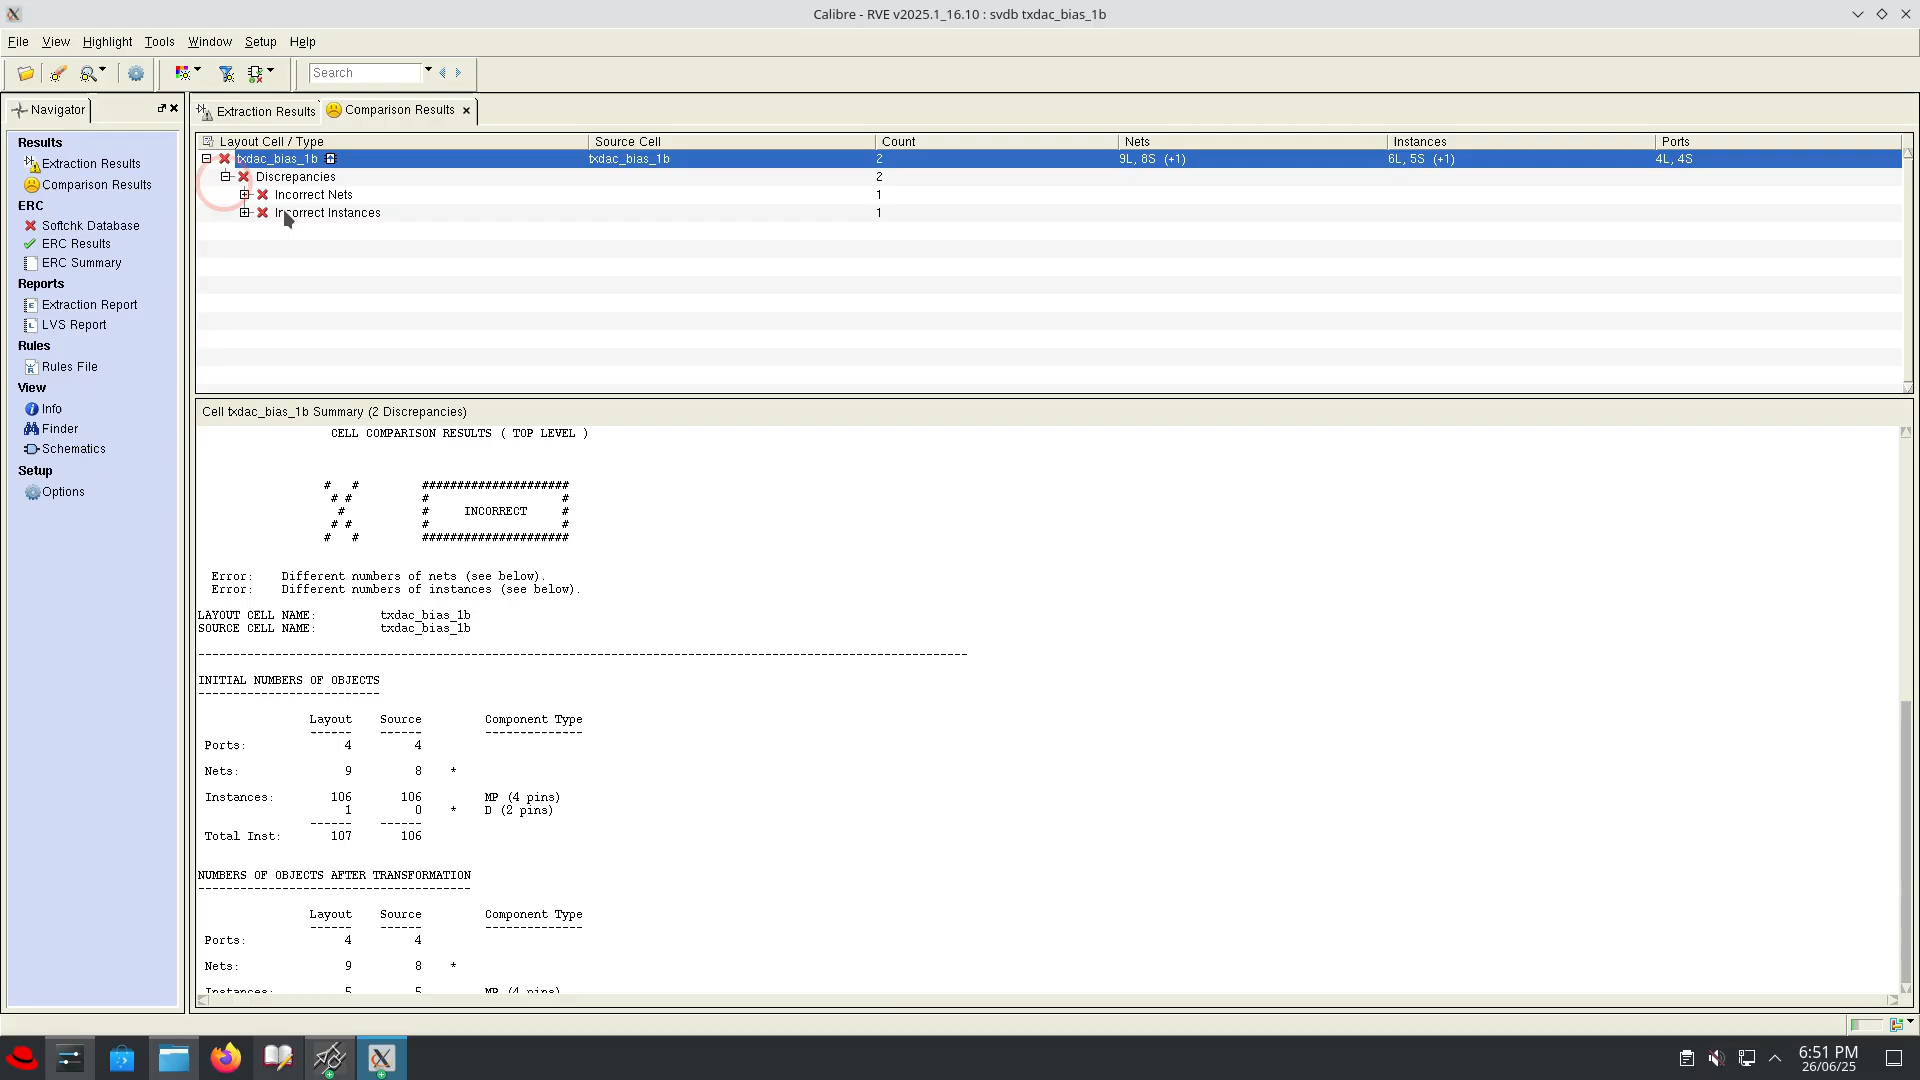 Calibre - RVE v2025.1_16.10 : svdb txdac_bias_1b
File View Highlight Tools Window Setup Help
Search
Navigator
Extraction Results Comparison Results
Results
Extraction Results
Comparison Results
ERC
Softchk Database
ERC Results
ERC Summary
Reports
Extraction Report
LVS Report
Rules
Rules File
View
Info
Finder
Schematics
Setup
Options
Layout Cell / Type Source Cell Count Nets Instances Ports
txdac_bias_1b txdac_bias_1b 2 9L, 8S (+1) 6L, 5S (+1) 4L, 4S
Discrepancies 2
Incorrect Nets 1
Incorrect Instances 1
Cell txdac_bias_1b Summary (2 Discrepancies)
CELL COMPARISON RESULTS ( TOP LEVEL )
# # #####################
# # # #
# # INCORRECT #
# # # #
# # #####################
Error: Different numbers of nets (see below).
Error: Different numbers of instances (see below).
LAYOUT CELL NAME: txdac_bias_1b
SOURCE CELL NAME: txdac_bias_1b
--------------------------------------------------------------------------------------------------------------
INITIAL NUMBERS OF OBJECTS
--------------------------
Layout Source Component Type
------ ------ --------------
Ports: 4 4
Nets: 9 8 *
Instances: 106 106 MP (4 pins)
1 0 * D (2 pins)
------ ------
Total Inst: 107 106
NUMBERS OF OBJECTS AFTER TRANSFORMATION
---------------------------------------
Layout Source Component Type
------ ------ --------------
Ports: 4 4
Nets: 9 8 *
Instances: 5 5 MP (4 pins)
6:51 PM
26/06/25